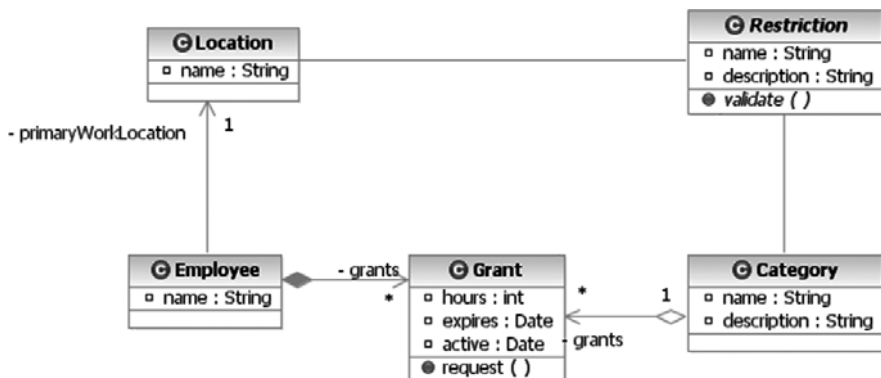 Restriction
Location
name : String
name : String
description : String
validate ( )
1
- primaryWorkLocation
Employee
- grants
Grant
Category
name : String
*
hours : int
*
1
name : String
expires : Date
description : String
active : Date
- grants
request ( )